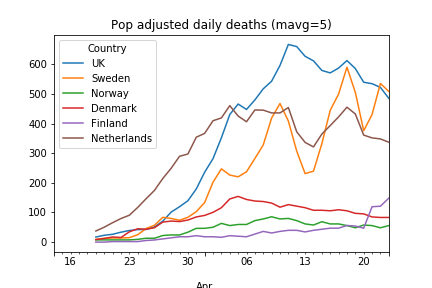 Pop adjusted daily deaths (mavg=5)
Country
UK
Sweden
Norway
Denmark
Finland
Netherlands
600
500
400
300
200
100
0
16 23 30 06 13 20
Apr